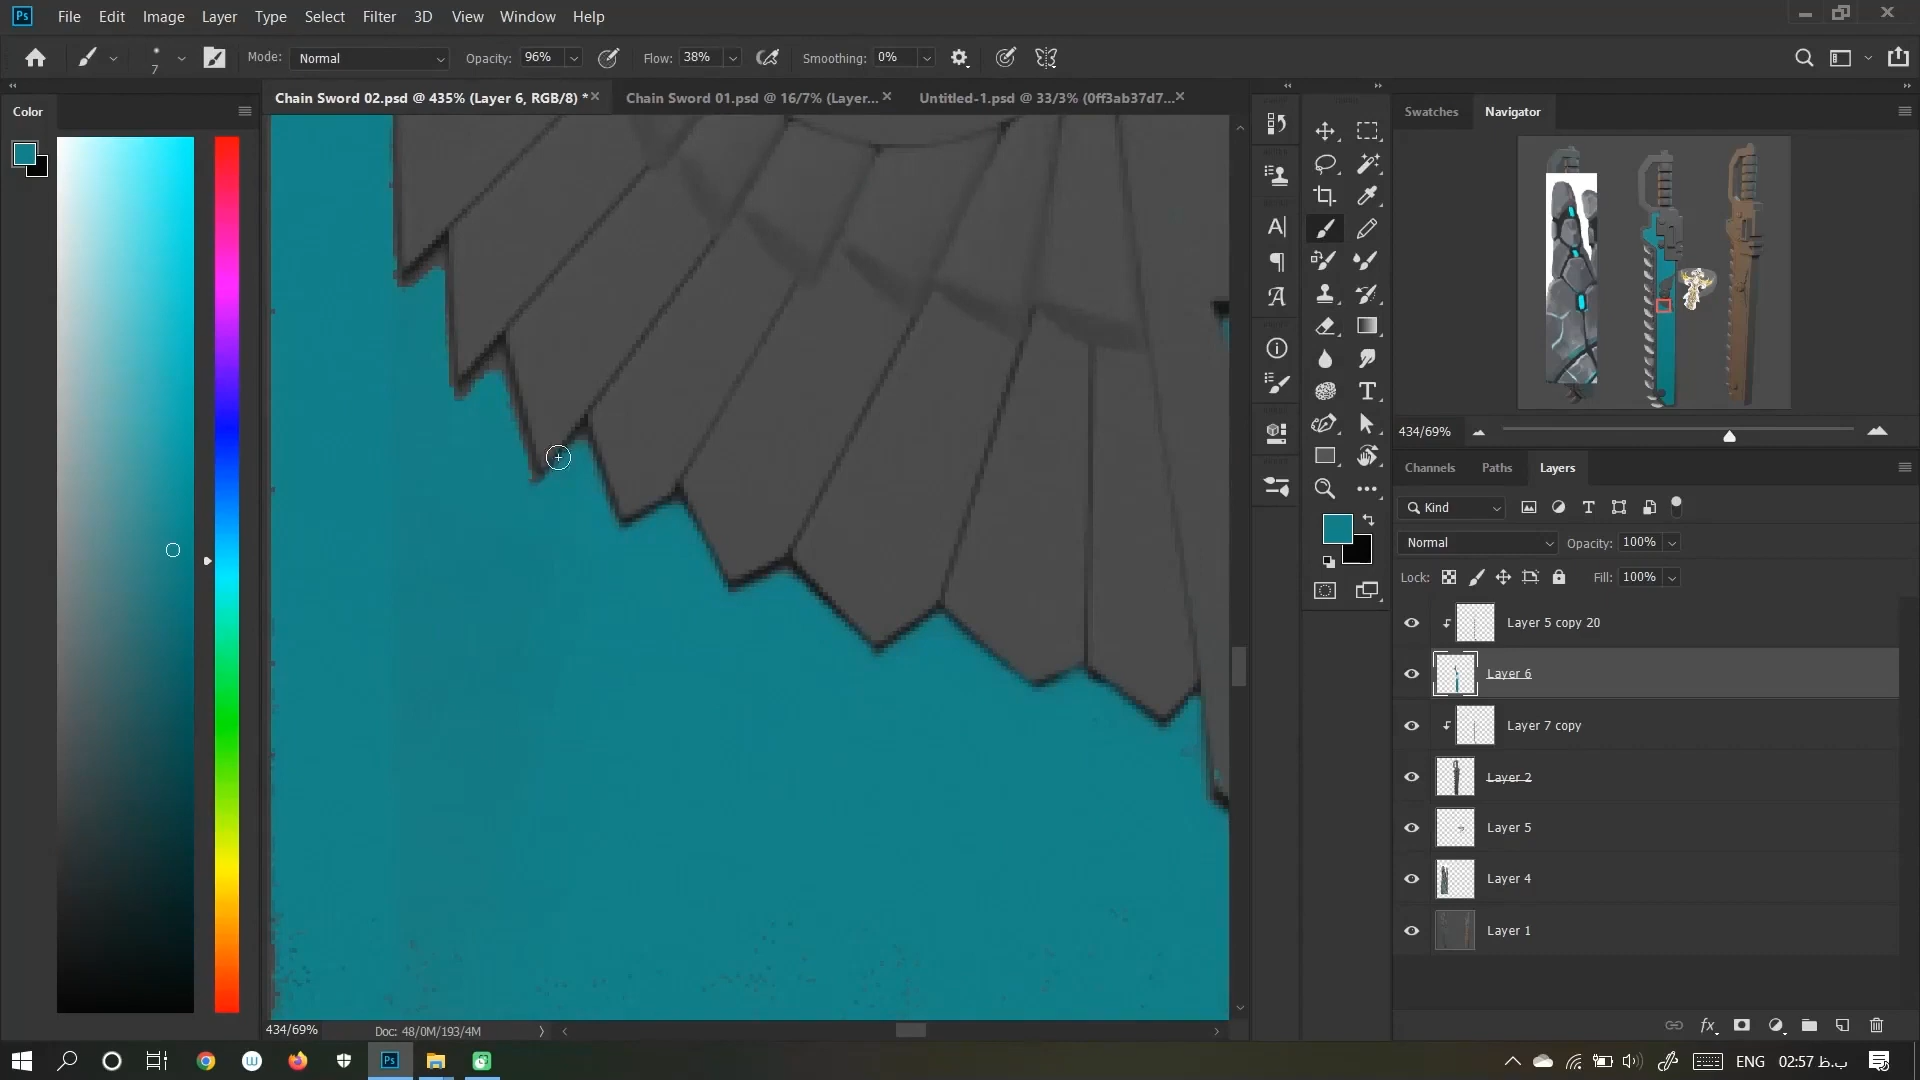 Ps File Edit Image Layer Type Select Filter 3D View Window Help
7 Mode: Normal Opacity: 96% Flow: 38% Smoothing: 0%
Color
Chain Sword 02.psd @ 435% (Layer 6, RGB/8) *
Chain Sword 01.psd @ 16/7% (Layer...
Untitled-1.psd @ 33/3% (0ff3ab37d7...
Swatches Navigator
434/69%
Channels Paths Layers
Kind
Normal Opacity: 100%
Lock: Fill: 100%
Layer 5 copy 20
Layer 6
Layer 7 copy
Layer 2
Layer 5
Layer 4
Layer 1
fx
434/69% Doc: 48/0M/193/4M
Ps ENG 02:57 ب.ظ